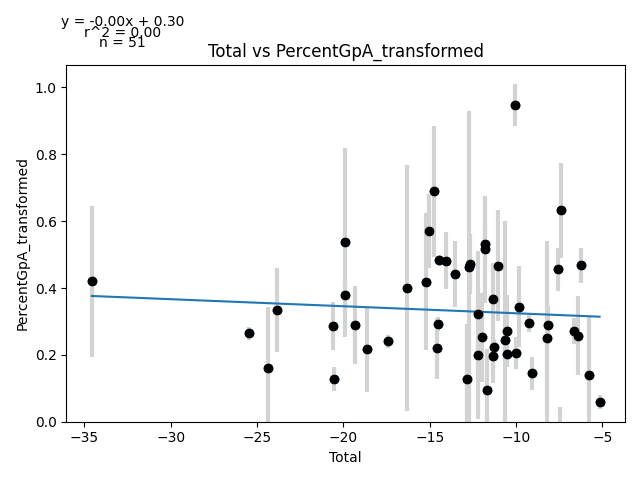 y = -0.00x + 0.30
r^2 = 0.00
n = 51
Total vs PercentGpA_transformed
PercentGpA_transformed
1.0
0.8
0.6
0.4
0.2
0.0
−35 −30 −25 −20 −15 −10 −5
Total